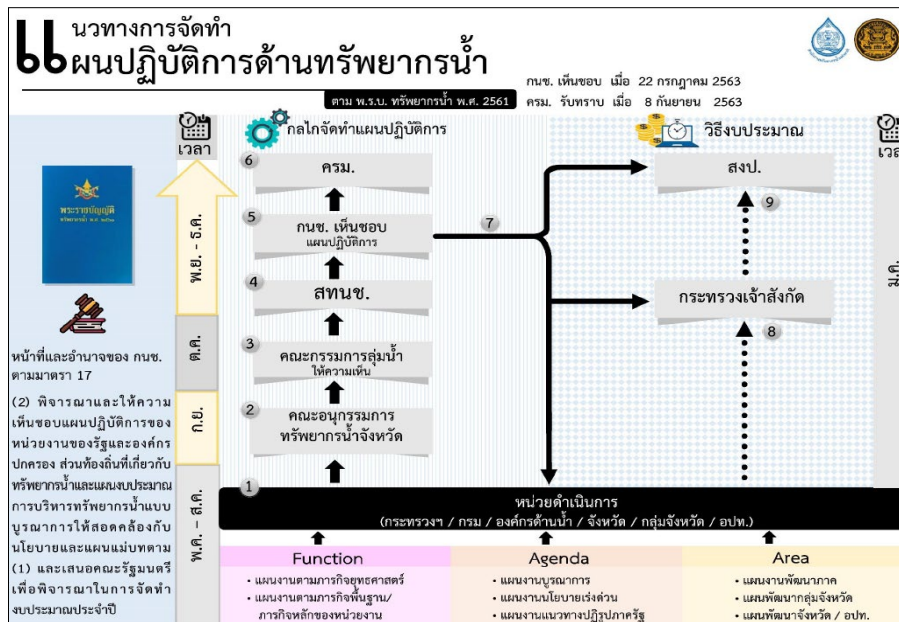 แนวทางการจัดทำ
แผนปฏิบัติการด้านทรัพยากรน้ำ
ตาม พ.ร.บ. ทรัพยากรน้ำ พ.ศ. 2561
กนช. เห็นชอบ เมื่อ 22 กรกฎาคม 2563
ครม. รับทราบ เมื่อ 8 กันยายน 2563
เวลา
กลไกจัดทำแผนปฏิบัติการ
วิธีงบประมาณ
เวลา
พระราชบัญญัติ
ทรัพยากรน้ำ พ.ศ. ๒๕๖๑
หน้าที่และอำนาจของ กนช.
ตามมาตรา 17
(2) พิจารณาและให้ความ
เห็นชอบแผนปฏิบัติการของ
หน่วยงานของรัฐและองค์กร
ปกครอง ส่วนท้องถิ่นที่เกี่ยวกับ
ทรัพยากรน้ำและแผนงบประมาณ
การบริหารทรัพยากรน้ำแบบ
บูรณาการให้สอดคล้องกับ
นโยบายและแผนแม่บทตาม
(1) และเสนอคณะรัฐมนตรี
เพื่อพิจารณาในการจัดทำ
งบประมาณประจำปี
พ.ย. - ธ.ค.
ต.ค.
ก.ย.
พ.ค. – ส.ค.
6
ครม.
5
กนช. เห็นชอบ
แผนปฏิบัติการ
4
สทนช.
3
คณะกรรมการลุ่มน้ำ
ให้ความเห็น
2
คณะอนุกรรมการ
ทรัพยากรน้ำจังหวัด
1
7
สงป.
9
กระทรวงเจ้าสังกัด
8
ม.ค.
หน่วยดำเนินการ
(กระทรวงฯ / กรม / องค์กรด้านน้ำ / จังหวัด / กลุ่มจังหวัด / อปท.)
Function
• แผนงานตามภารกิจยุทธศาสตร์
• แผนงานตามภารกิจพื้นฐาน/
ภารกิจหลักของหน่วยงาน
Agenda
• แผนงานบูรณาการ
• แผนงานนโยบายเร่งด่วน
• แผนงานแนวทางปฏิรูปภาครัฐ
Area
• แผนงานพัฒนาภาค
• แผนพัฒนากลุ่มจังหวัด
• แผนพัฒนาจังหวัด / อปท.